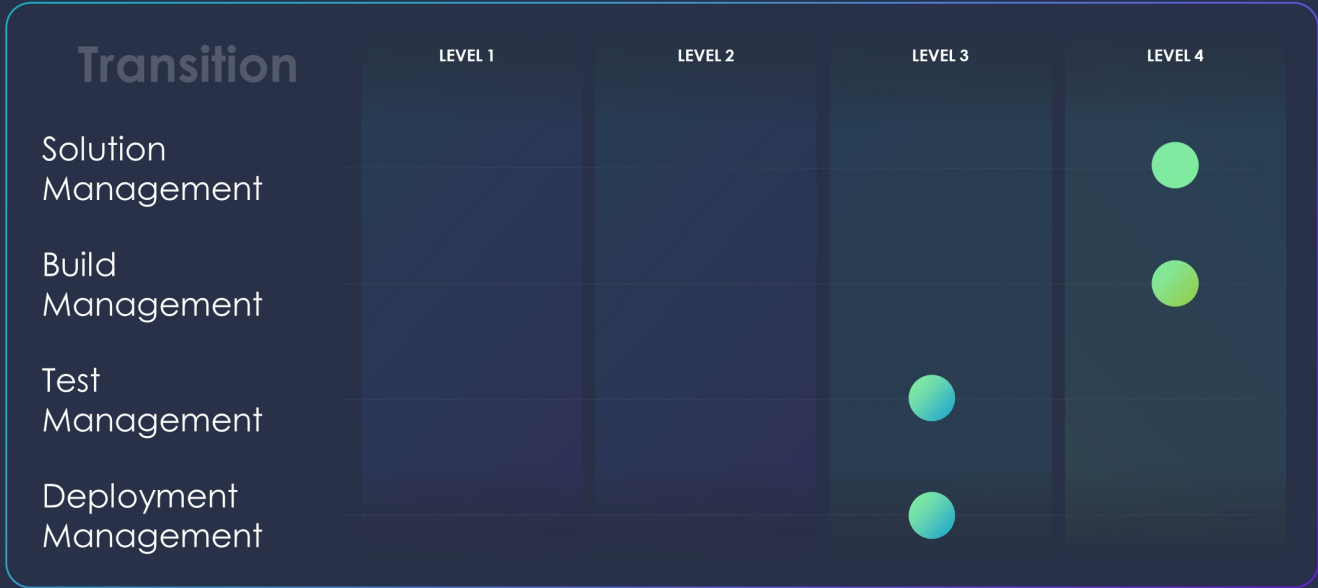 Transition
LEVEL 1
LEVEL 2
LEVEL 3
LEVEL 4
Solution
Management
Build
Management
Test
Management
Deployment
Management